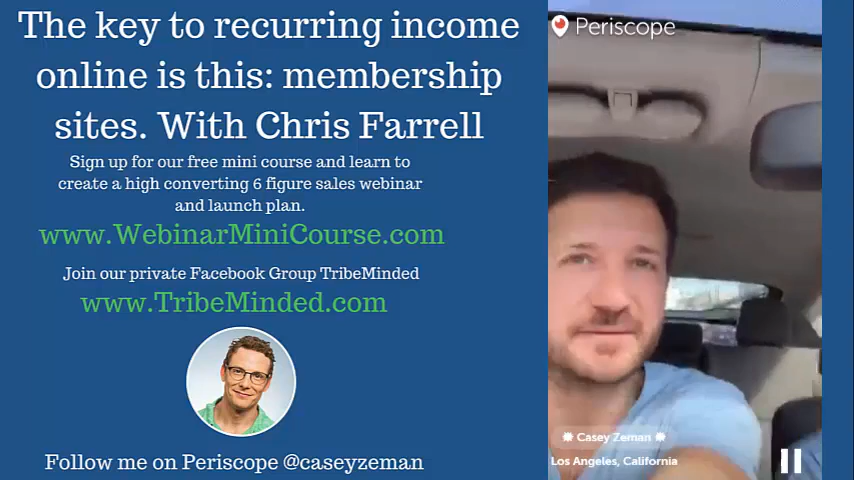 The key to recurring income
online is this: membership
sites. With Chris Farrell
Sign up for our free mini course and learn to
create a high converting 6 figure sales webinar
and launch plan.
www.WebinarMiniCourse.com
Join our private Facebook Group TribeMinded
www.TribeMinded.com
Follow me on Periscope @caseyzeman
Periscope
Casey Zeman
Los Angeles, California